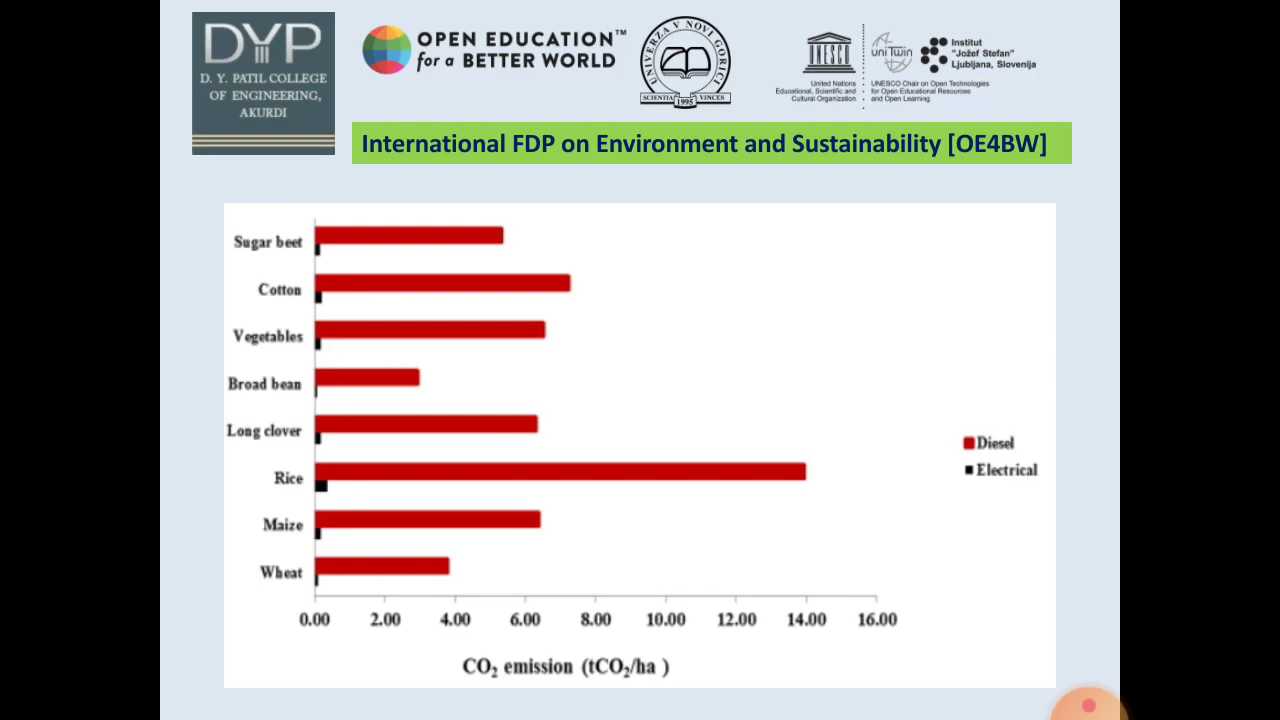 DYP
D. Y. PATIL COLLEGE
OF ENGINEERING,
AKURDI
OPEN EDUCATION™
for a BETTER WORLD
UNIVERZA V NOVI GORICI
SCIENTIA VINCES
1995
UNESCO
United Nations
Educational, Scientific and
Cultural Organization
uniTwin
Institut
"Jožef Stefan"
Ljubljana, Slovenija
UNESCO Chair on Open Technologies
for Open Educational Resources
and Open Learning
International FDP on Environment and Sustainability [OE4BW]
Sugar beet
Cotton
Vegetables
Broad bean
Long clover
Rice
Maize
Wheat
Diesel
Electrical
0.00 2.00 4.00 6.00 8.00 10.00 12.00 14.00 16.00
CO₂ emission (tCO₂/ha )